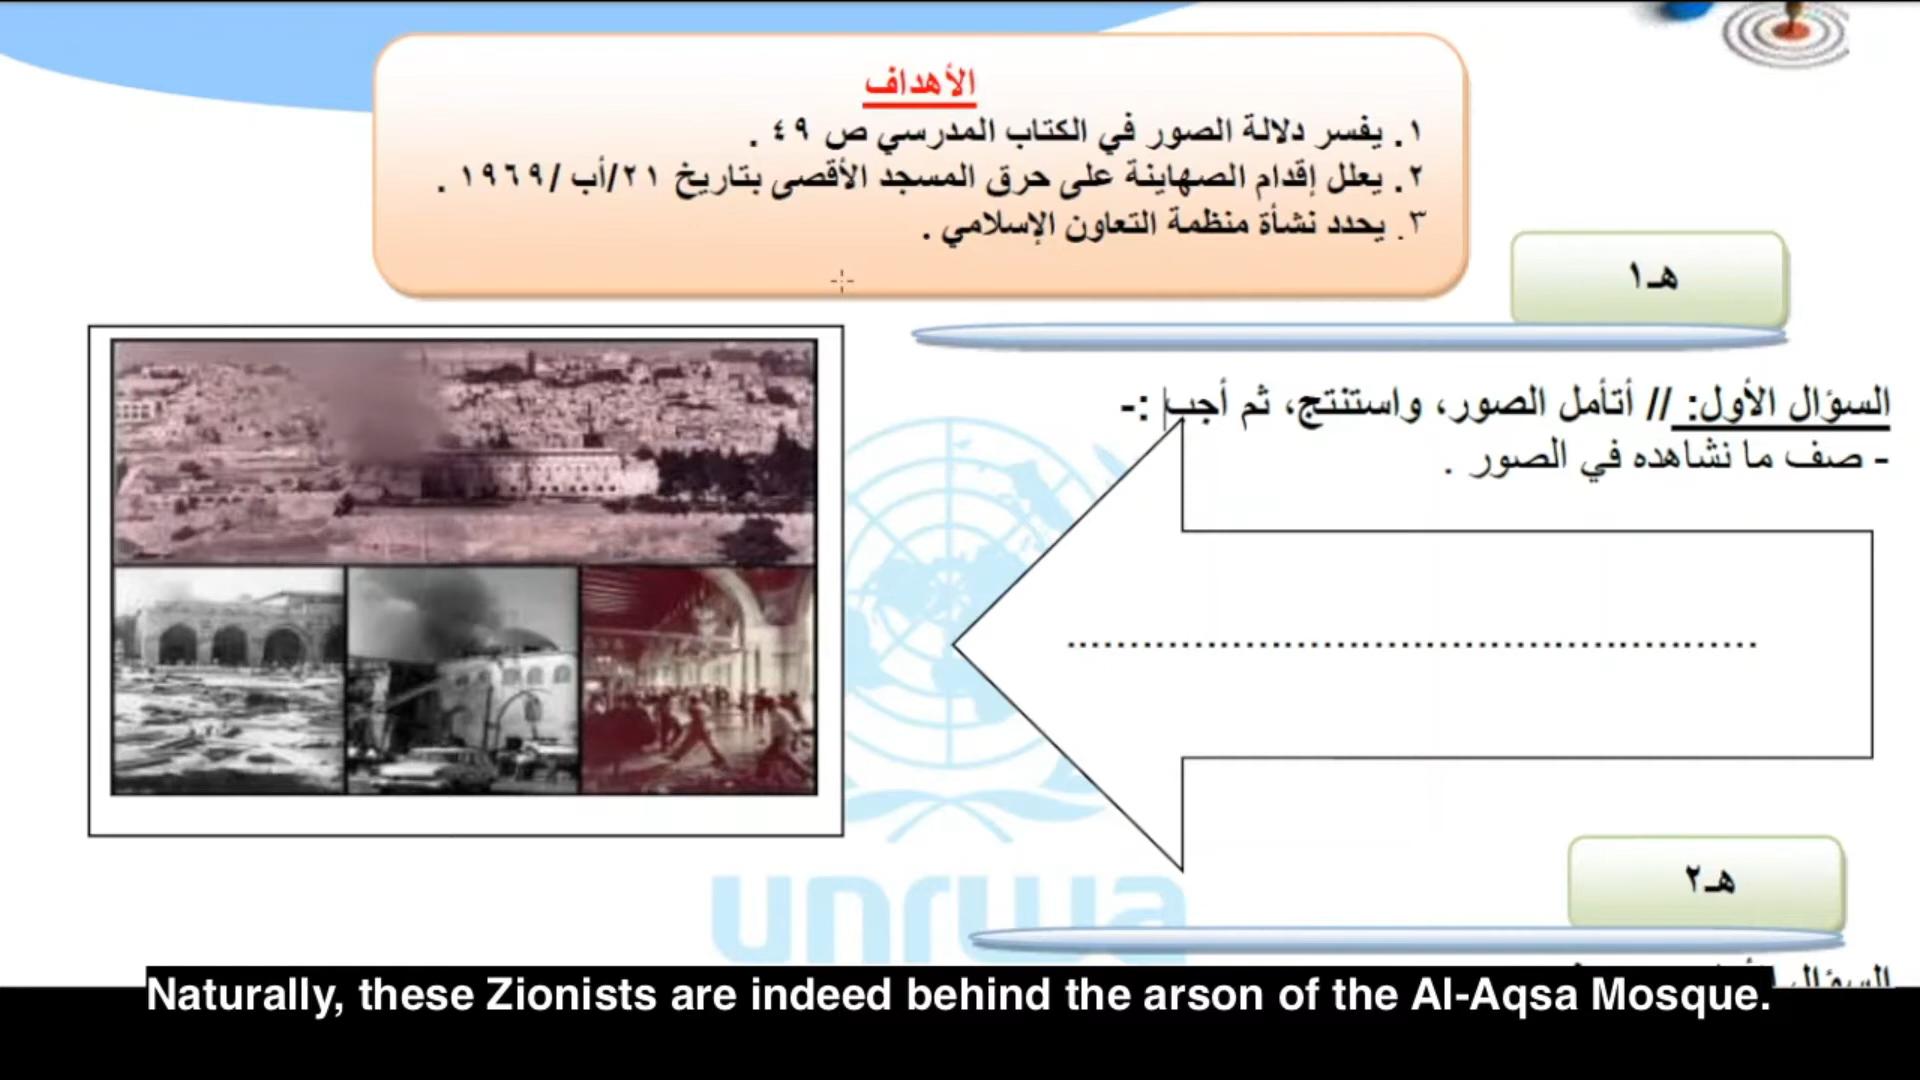 الأهداف
١. يفسر دلالة الصور في الكتاب المدرسي ص ٤٩ .
٢. يعلل إقدام الصهاينة على حرق المسجد الأقصى بتاريخ ٢١/أب /١٩٦٩ .
٣. يحدد نشأة منظمة التعاون الإسلامي .
هـ١
السؤال الأول: // أتأمل الصور، واستنتج، ثم أجب :-
- صف ما نشاهده في الصور .
unrwa
هـ٢
السؤال
Naturally, these Zionists are indeed behind the arson of the Al-Aqsa Mosque.